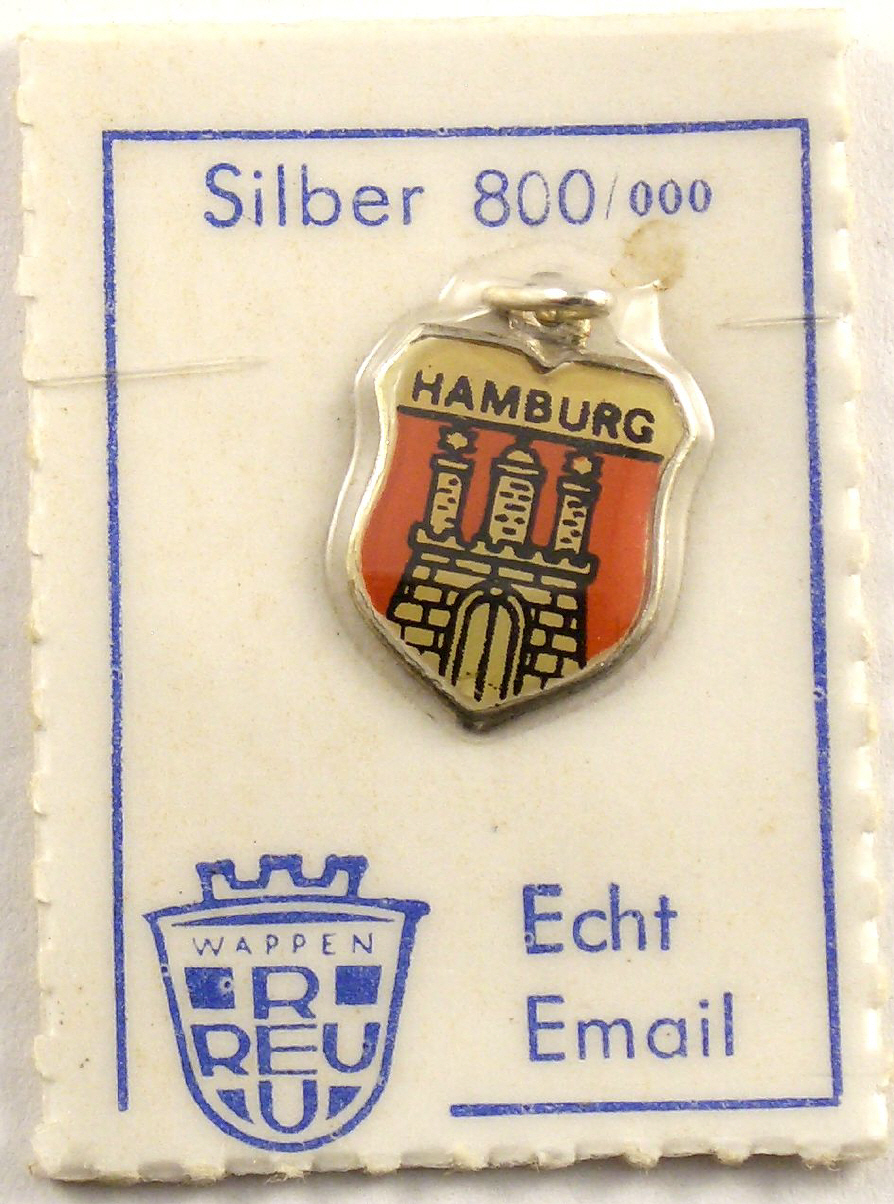 Silber 800/000
HAMBURG
WAPPEN
R
REU
U
Echt
Email